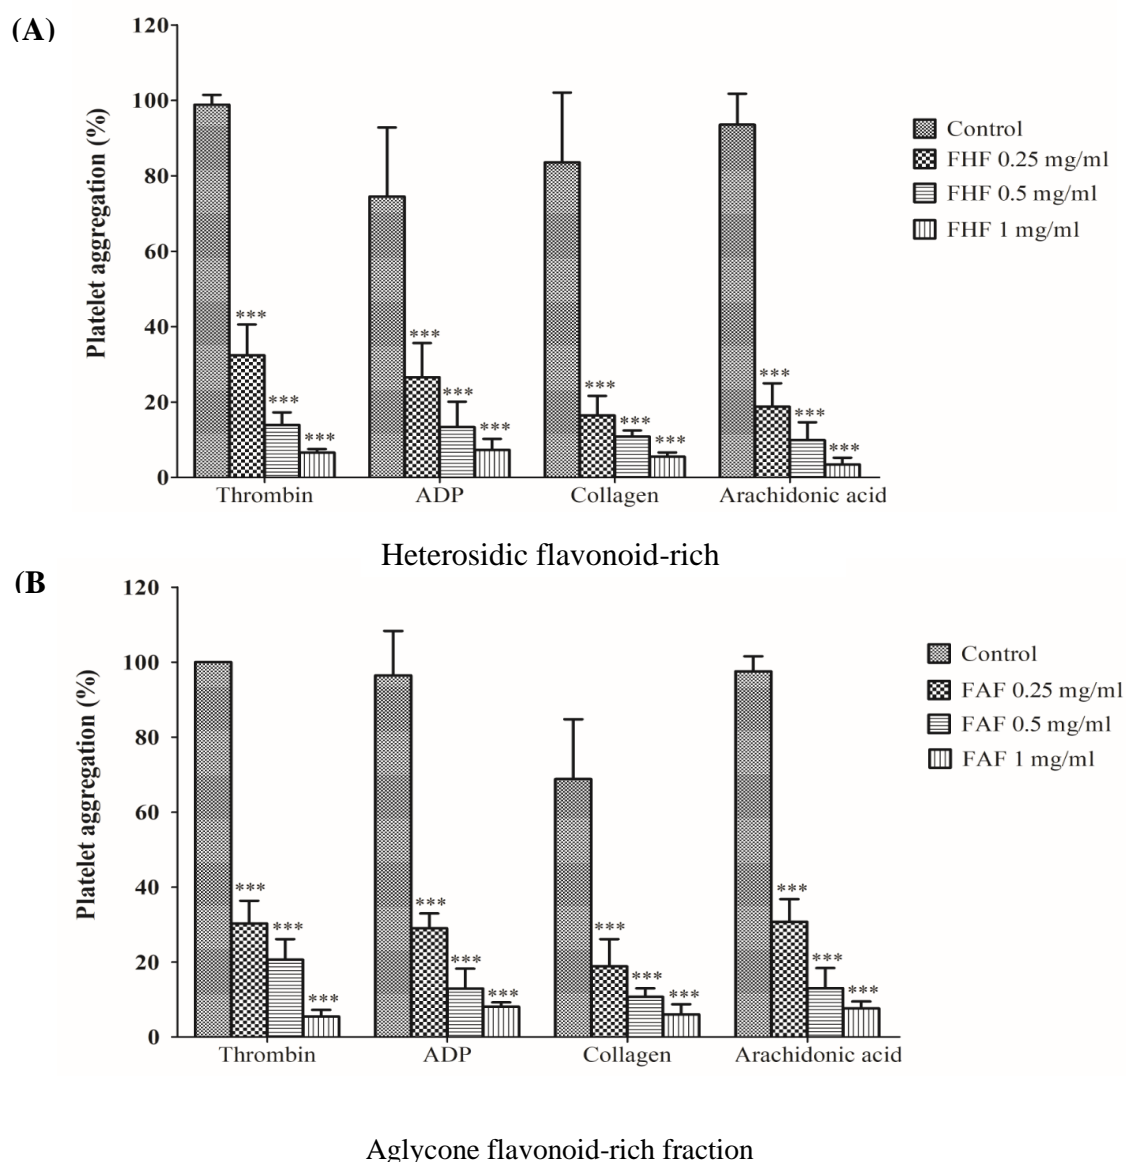 (A)
Platelet aggregation (%)
120
100
80
60
40
20
0
***
***
***
***
***
***
***
***
***
***
***
***
Thrombin ADP Collagen Arachidonic acid
Control
FHF 0.25 mg/ml
FHF 0.5 mg/ml
FHF 1 mg/ml
Heterosidic flavonoid-rich
(B
Platelet aggregation (%)
120
100
80
60
40
20
0
***
***
***
***
***
***
***
***
***
***
***
***
Thrombin ADP Collagen Arachidonic acid
Control
FAF 0.25 mg/ml
FAF 0.5 mg/ml
FAF 1 mg/ml
Aglycone flavonoid-rich fraction